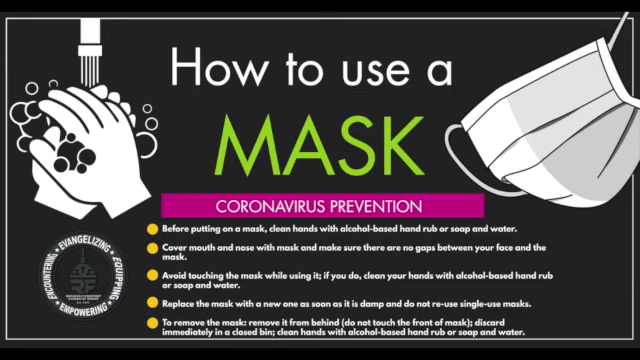 How to use a
MASK
CORONAVIRUS PREVENTION
Before putting on a mask, clean hands with alcohol-based hand rub or soap and water.
Cover mouth and nose with mask and make sure there are no gaps between your face and the
mask.
Avoid touching the mask while using it; if you do, clean your hands with alcohol-based hand rub
or soap and water.
Replace the mask with a new one as soon as it is damp and do not re-use single-use masks.
To remove the mask: remove it from behind (do not touch the front of mask); discard
immediately in a closed bin; clean hands with alcohol-based hand rub or soap and water.
ENCOUNTERING
EVANGELIZING
EQUIPPING
EMPOWERING